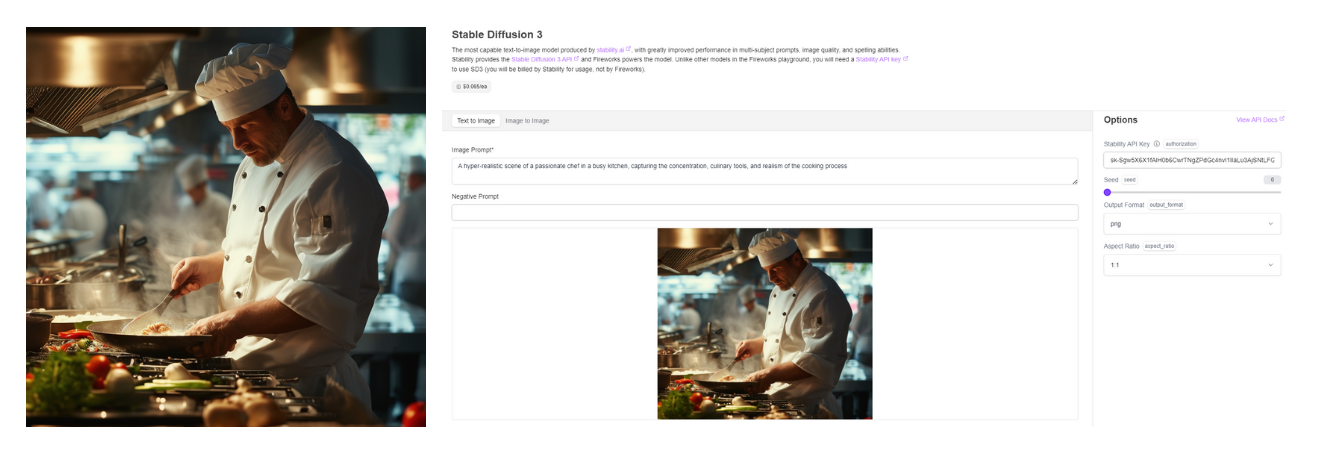 Stable Diffusion 3
The most capable text-to-image model produced by stability.ai, with greatly improved performance in multi-subject prompts, image quality, and spelling abilities.
Stability provides the Stable Diffusion 3 API and Fireworks powers the model. Unlike other models in the Fireworks playground, you will need a Stability API key
to use SD3 (you will be billed by Stability for usage, not by Fireworks).
Text to Image Image to Image
Image Prompt*
A hyper-realistic scene of a passionate chef in a busy kitchen, capturing the concentration, culinary tools, and realism of the cooking process
Negative Prompt
Options View API Docs
Stability API Key authorization
Seed seed
Output Format output_format
png
Aspect Ratio aspect_ratio
1:1